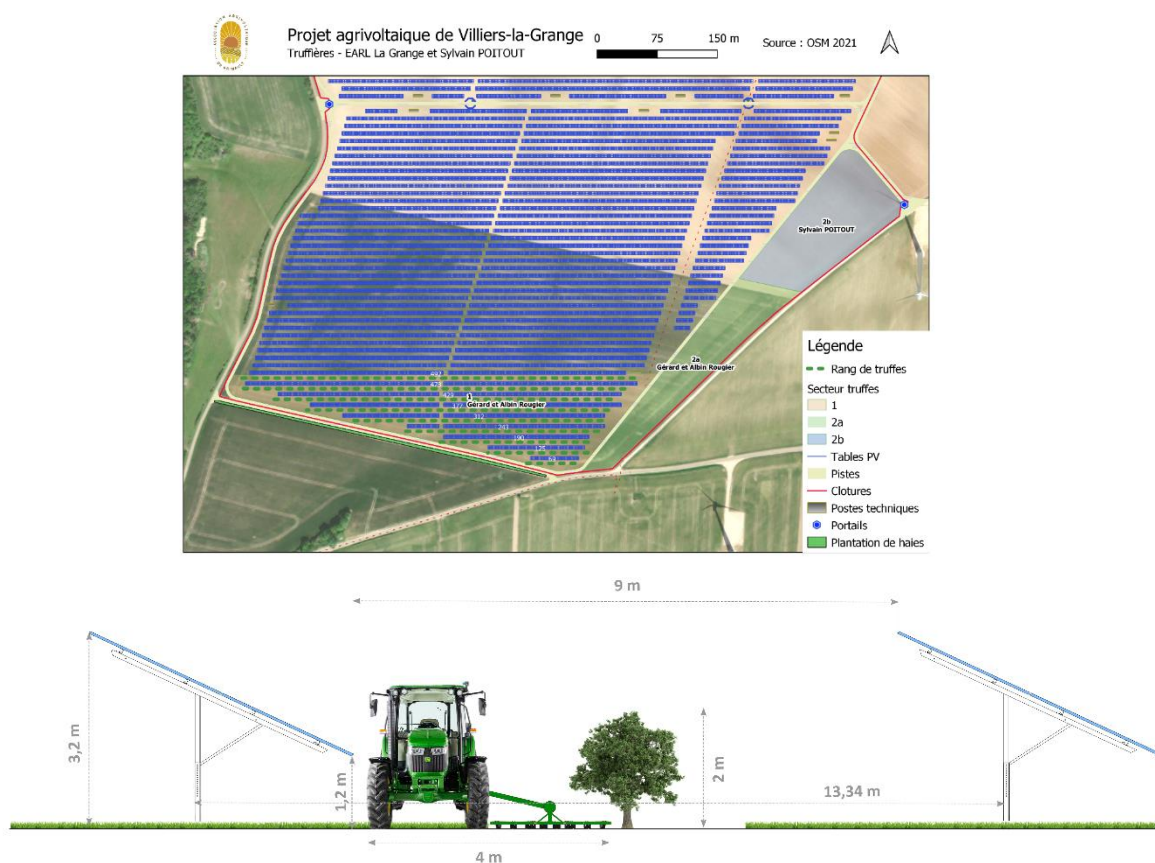 Projet agrivoltaique de Villiers-la-Grange
Truffières - EARL La Grange et Sylvain POITOUT
0 75 150 m
Source : OSM 2021
2b
Sylvain POITOUT
2a
Gérard et Albin Rougier
1
Gérard et Albin Rougier
Légende
Rang de truffes
Secteur truffes
1
2a
2b
Tables PV
Pistes
Clotures
Postes techniques
Portails
Plantation de haies
9 m
3,2 m
1,2 m
2 m
13,34 m
4 m